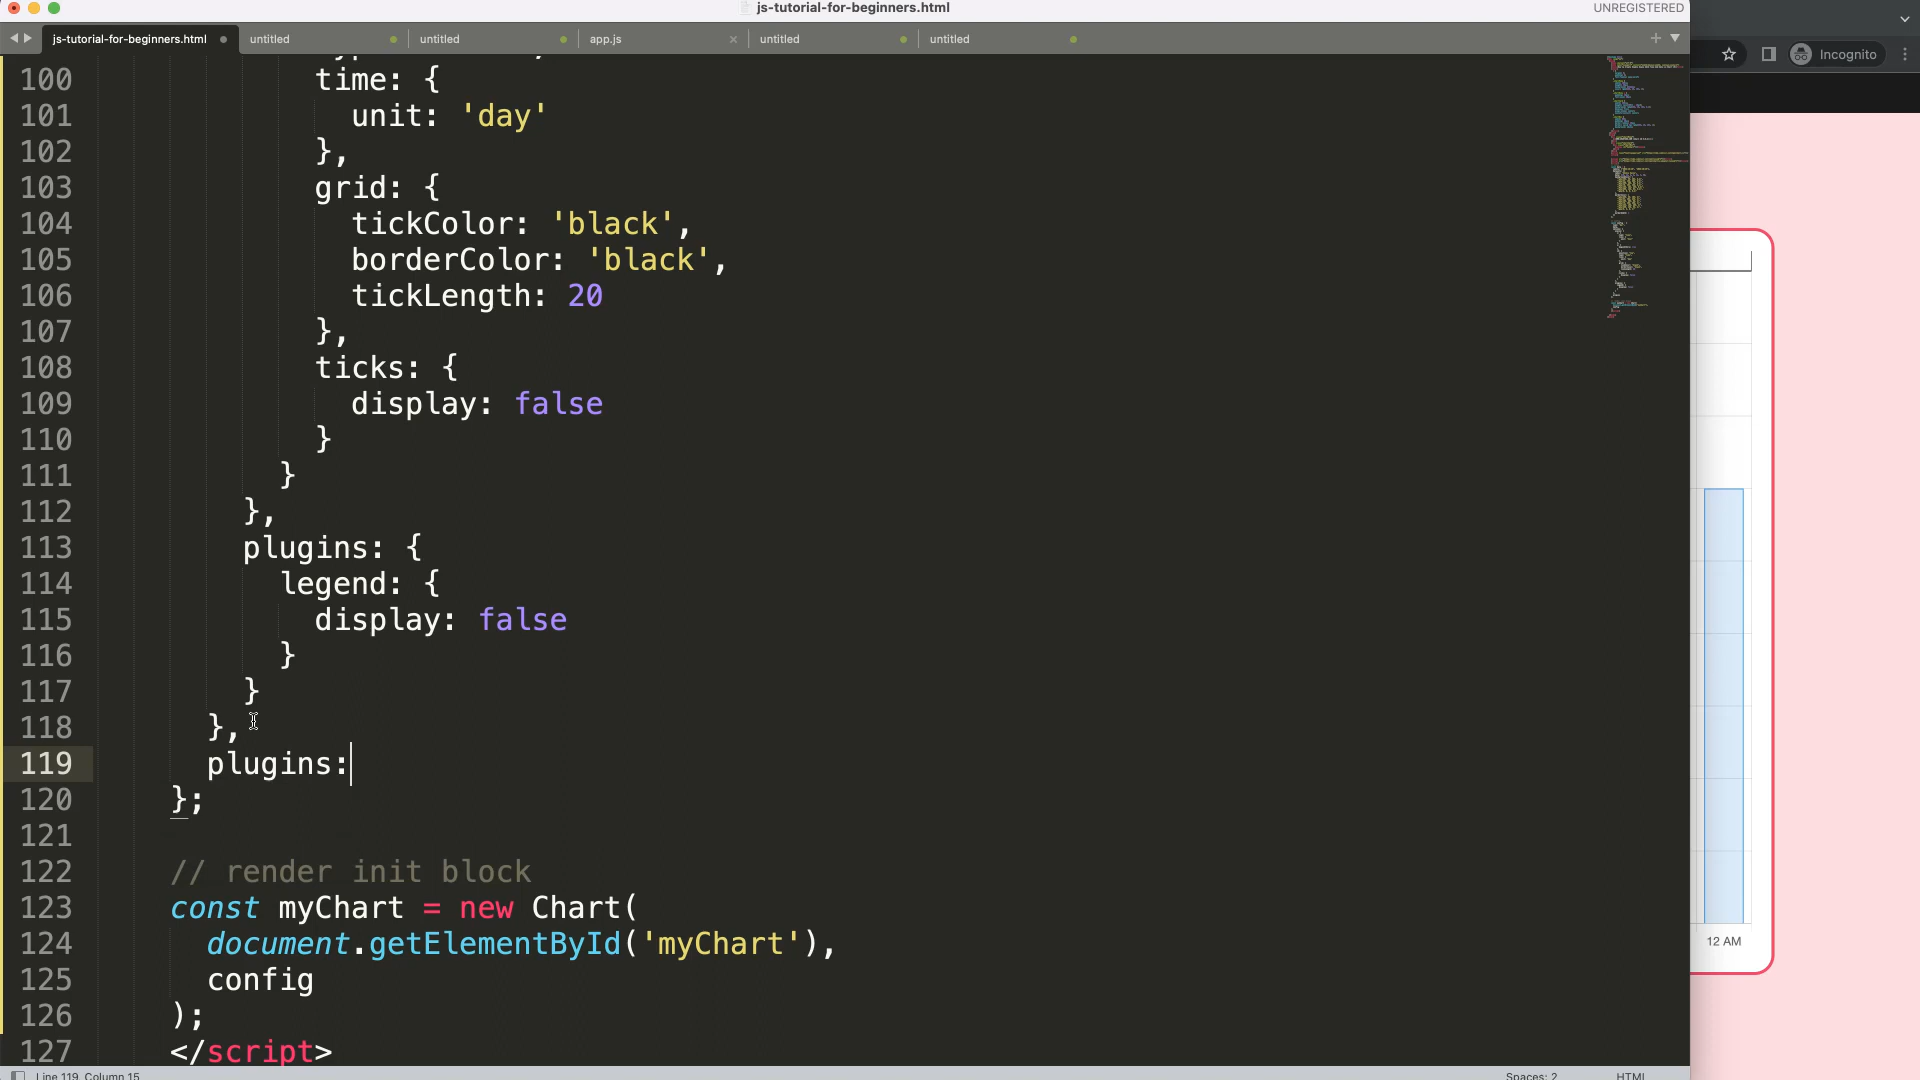 js-tutorial-for-beginners.html
UNREGISTERED
js-tutorial-for-beginners.html
untitled
untitled
app.js
untitled
untitled
Incognito
100 time: {
101 unit: 'day'
102 },
103 grid: {
104 tickColor: 'black',
105 borderColor: 'black',
106 tickLength: 20
107 },
108 ticks: {
109 display: false
110 }
111 }
112 },
113 plugins: {
114 legend: {
115 display: false
116 }
117 }
118 },
119 plugins:
120 };
121
122 // render init block
123 const myChart = new Chart(
124 document.getElementById('myChart'),
125 config
126 );
127 </script>
12 AM
Line 119, Column 15
Spaces: 2
HTML